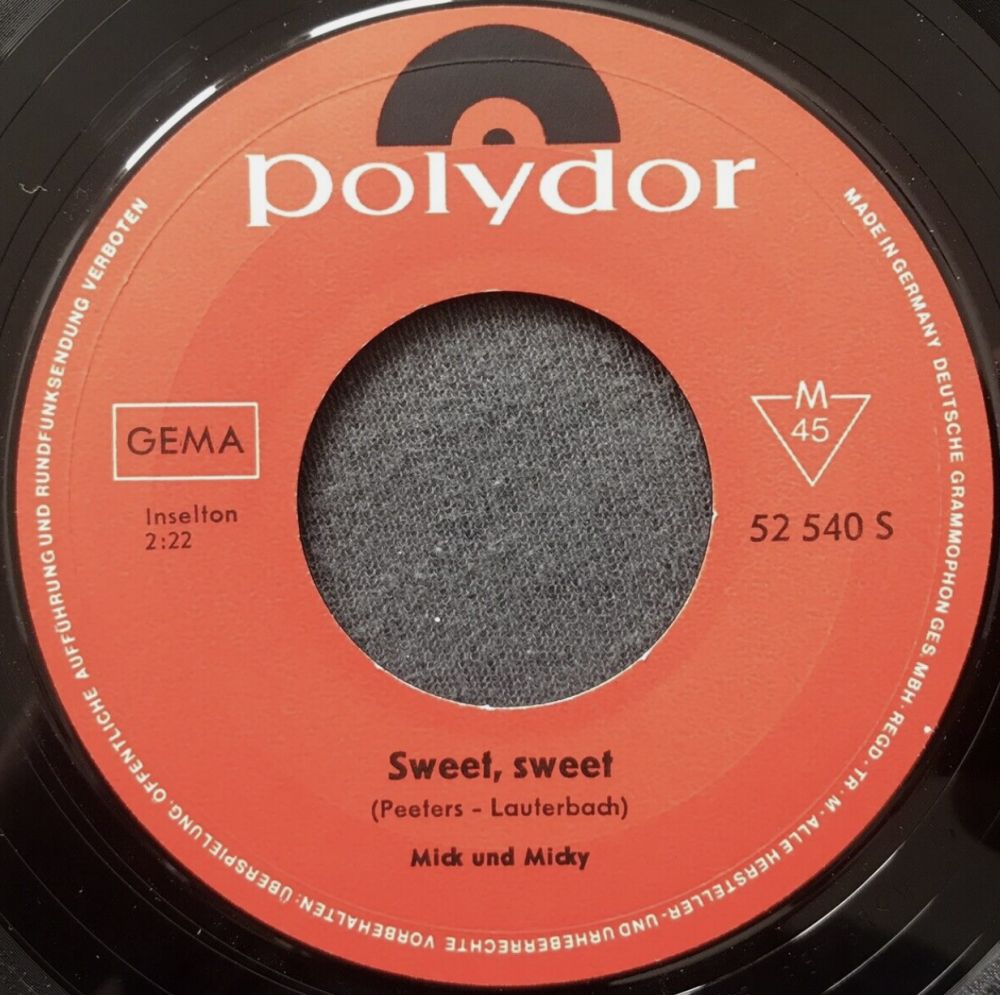 polydor
GEMA
Inselton
2:22
M
45
52 540 S
Sweet, sweet
(Peeters - Lauterbach)
Mick und Micky
MADE IN GERMANY DEUTSCHE GRAMMOPHON GES. MBH · REGD · TR · M · ALLE HERSTELLER- UND URHEBERRECHTE VORBEHALTEN · ÜBERSPIELUNG, ÖFFENTLICHE AUFFÜHRUNG UND RUNDFUNKSENDUNG VERBOTEN